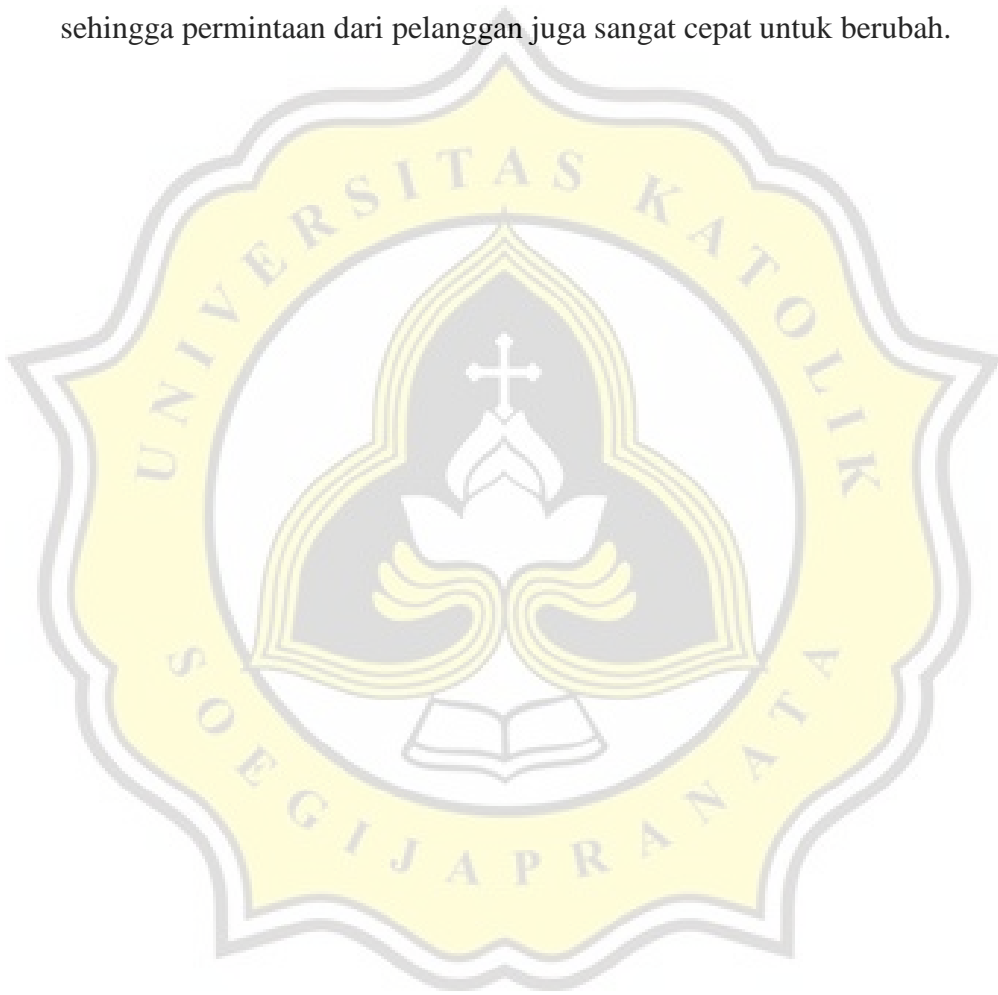 sehingga permintaan dari pelanggan juga sangat cepat untuk berubah.
UNIVERSITAS KATOLIK
SOEGIJAPRANATA